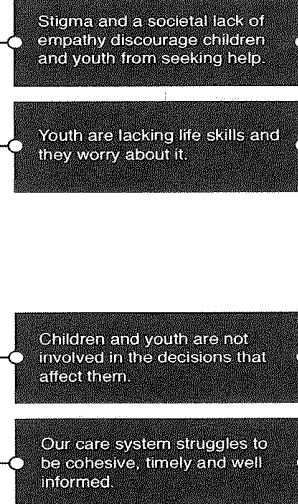 Stigma and a societal lack of
empathy discourage children
and youth from seeking help.
Youth are lacking life skills and
they worry about it.
Children and youth are not
involved in the decisions that
affect them.
Our care system struggles to
be cohesive, timely and well
informed.